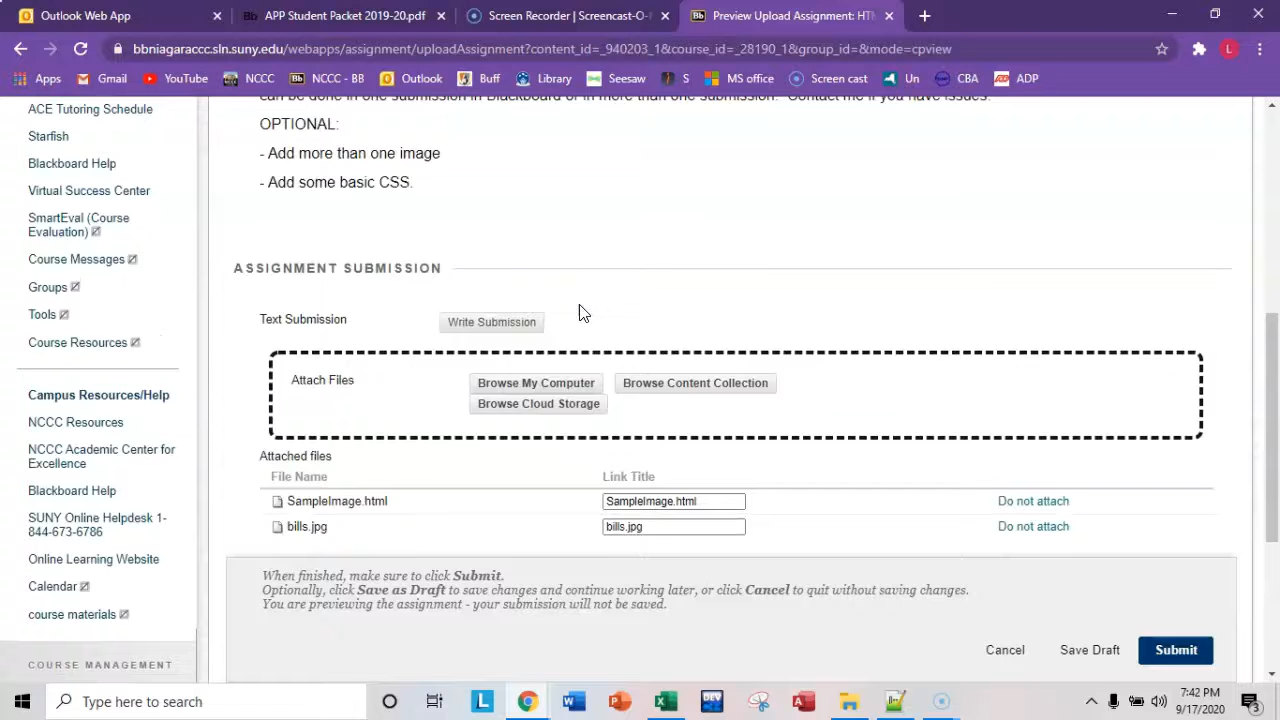 Outlook Web App
APP Student Packet 2019-20.pdf
Screen Recorder | Screencast-O-
Preview Upload Assignment: HT
bbniagaraccc.sln.suny.edu/webapps/assignment/uploadAssignment?content_id=_940203_1&course_id=_28190_1&group_id=&mode=cpview
L
Apps Gmail YouTube NCCC NCCC - BB Outlook Buff Library Seesaw S MS office Screen cast Un CBA ADP
ACE Tutoring Schedule
Starfish
Blackboard Help
Virtual Success Center
SmartEval (Course
Evaluation)
Course Messages
Groups
Tools
Course Resources
Campus Resources/Help
NCCC Resources
NCCC Academic Center for
Excellence
Blackboard Help
SUNY Online Helpdesk 1-
844-673-6786
Online Learning Website
Calendar
course materials
COURSE MANAGEMENT
can be done in one submission in Blackboard or in more than one submission. Contact me if you have issues.
OPTIONAL:
- Add more than one image
- Add some basic CSS.
ASSIGNMENT SUBMISSION
Text Submission Write Submission
Attach Files Browse My Computer Browse Content Collection
Browse Cloud Storage
Attached files
File Name Link Title
SampleImage.html SampleImage.html Do not attach
bills.jpg bills.jpg Do not attach
When finished, make sure to click Submit.
Optionally, click Save as Draft to save changes and continue working later, or click Cancel to quit without saving changes.
You are previewing the assignment - your submission will not be saved.
Cancel Save Draft Submit
Type here to search
7:42 PM
9/17/2020
3